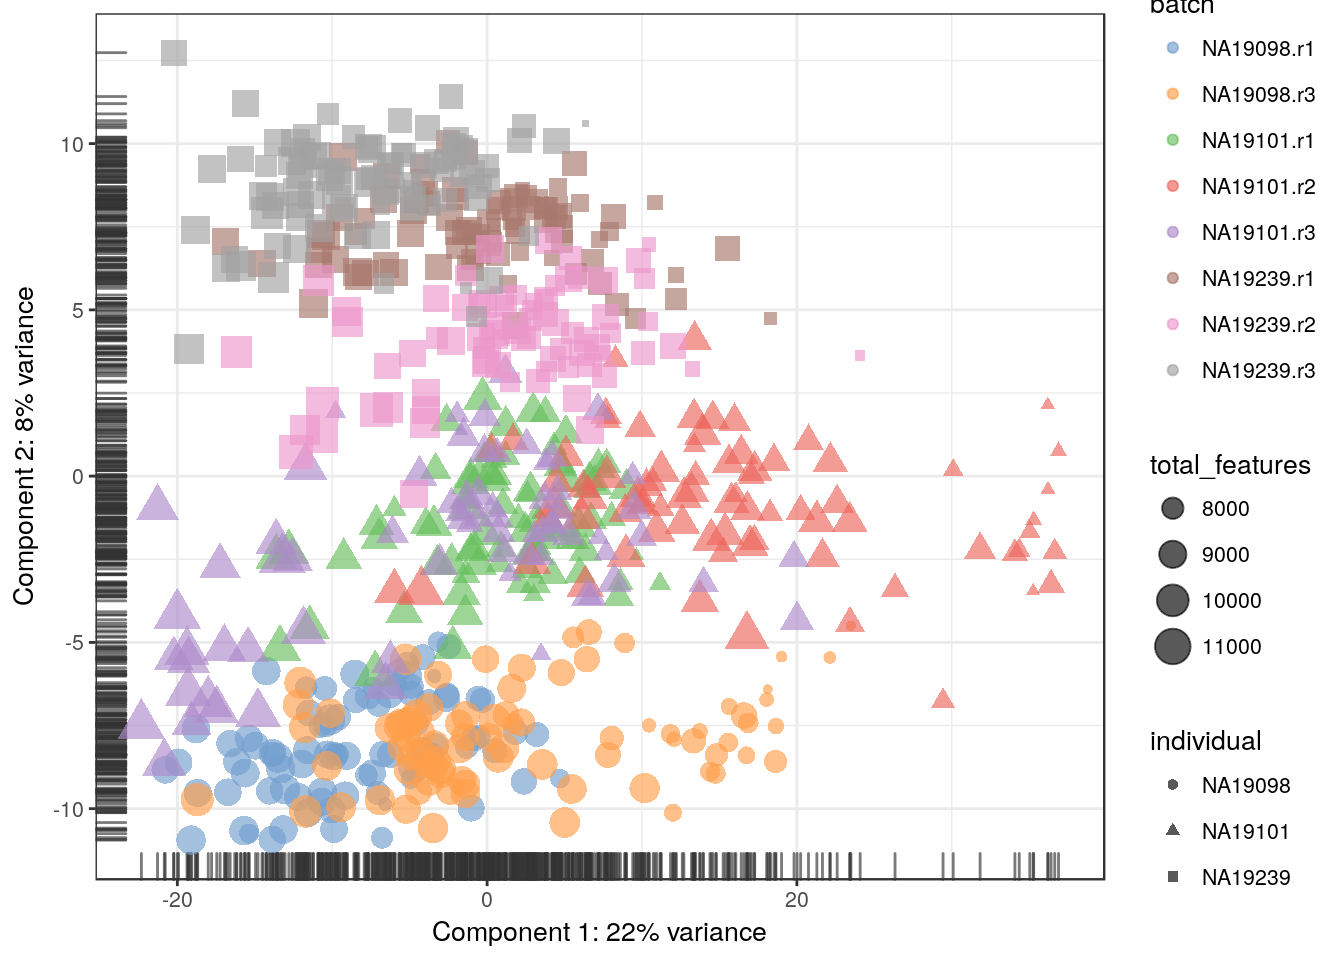 batch
NA19098.r1
NA19098.r3
NA19101.r1
NA19101.r2
NA19101.r3
NA19239.r1
NA19239.r2
NA19239.r3
total_features
8000
9000
10000
11000
individual
NA19098
NA19101
NA19239
Component 2: 8% variance
10
5
0
-5
-10
-20
0
20
Component 1: 22% variance